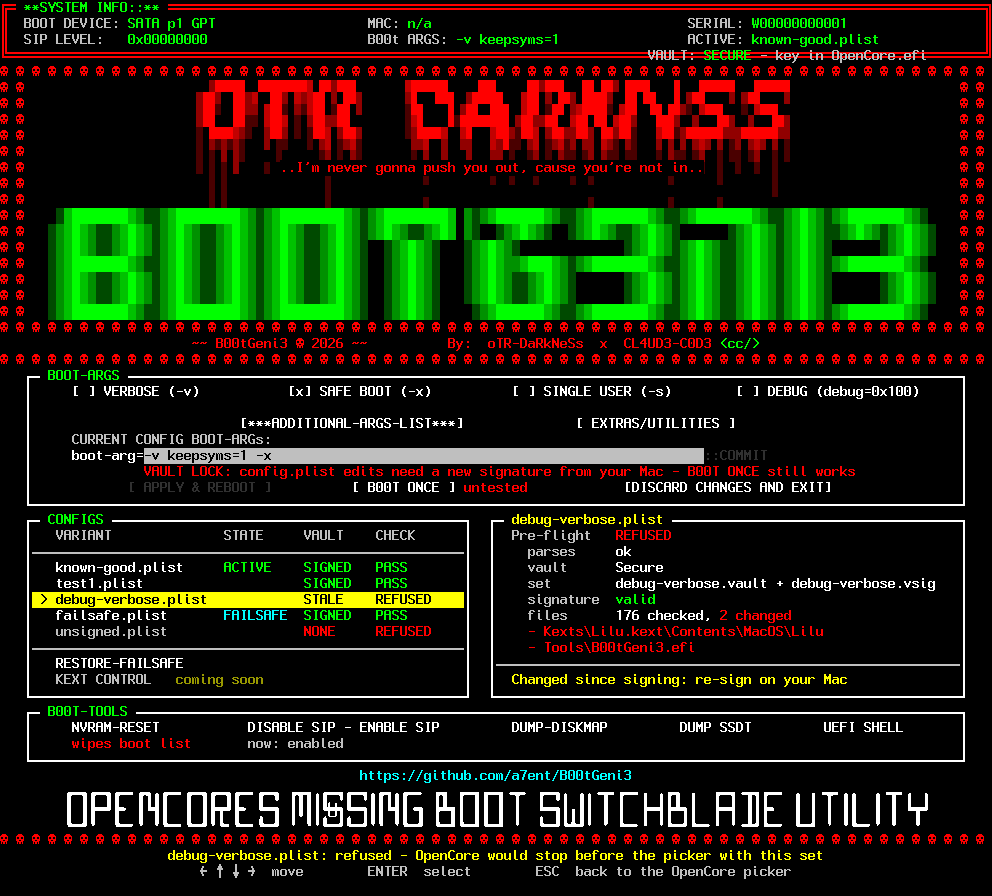 **SYSTEM INFO::**
BOOT DEVICE: SATA p1 GPT MAC: n/a SERIAL: W00000000001
SIP LEVEL: 0x00000000 B00t ARGS: -v keepsyms=1 ACTIVE: known-good.plist
VAULT: SECURE - key in OpenCore.efi
OTR DARKNVSS
..I'm never gonna push you out, cause you're not in..
B00TG3713
~~ B00tGeni3 © 2026 ~~ By: oTR-DaRkNeSs x CL4UD3-C0D3 <cc/>
BOOT-ARGS
[ ] VERBOSE (-v) [x] SAFE BOOT (-x) [ ] SINGLE USER (-s) [ ] DEBUG (debug=0x100)
[***ADDITIONAL-ARGS-LIST***] [ EXTRAS/UTILITIES ]
CURRENT CONFIG BOOT-ARGs:
boot-arg=-v keepsyms=1 -x ::COMMIT
VAULT LOCK: config.plist edits need a new signature from your Mac - B00T ONCE still works
[ APPLY & REBOOT ] [ B00T ONCE ] untested [DISCARD CHANGES AND EXIT]
CONFIGS
VARIANT STATE VAULT CHECK
known-good.plist ACTIVE SIGNED PASS
test1.plist SIGNED PASS
> debug-verbose.plist STALE REFUSED
failsafe.plist FAILSAFE SIGNED PASS
unsigned.plist NONE REFUSED
RESTORE-FAILSAFE
KEXT CONTROL coming soon
debug-verbose.plist
Pre-flight REFUSED
parses ok
vault Secure
set debug-verbose.vault + debug-verbose.vsig
signature valid
files 176 checked, 2 changed
- Kexts\Lilu.kext\Contents\MacOS\Lilu
- Tools\B00tGeni3.efi
Changed since signing: re-sign on your Mac
B00T-TOOLS
NVRAM-RESET DISABLE SIP - ENABLE SIP DUMP-DISKMAP DUMP SSDT UEFI SHELL
wipes boot list now: enabled
https://github.com/a7ent/B00tGeni3
OPENCORES MISSING BOOT SWITCHBLADE UTILITY
debug-verbose.plist: refused - OpenCore would stop before the picker with this set
← ↑ ↓ → move ENTER select ESC back to the OpenCore picker